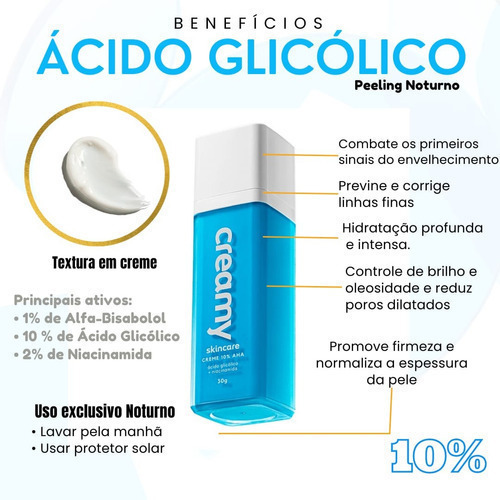 BENEFÍCIOS
ÁCIDO GLICÓLICO
Peeling Noturno
Combate os primeiros
sinais do envelhecimento
Previne e corrige
linhas finas
Hidratação profunda
e intensa.
Textura em creme
Controle de brilho e
oleosidade e reduz
poros dilatados
Principais ativos:
• 1% de Alfa-Bisabolol
• 10 % de Ácido Glicólico
• 2% de Niacinamida
creamy
skincare
CREME 10% AHA
ácido glicólico
+ niacinamida
30g
Promove firmeza e
normaliza a espessura
da pele
Uso exclusivo Noturno
• Lavar pela manhã
• Usar protetor solar
10%